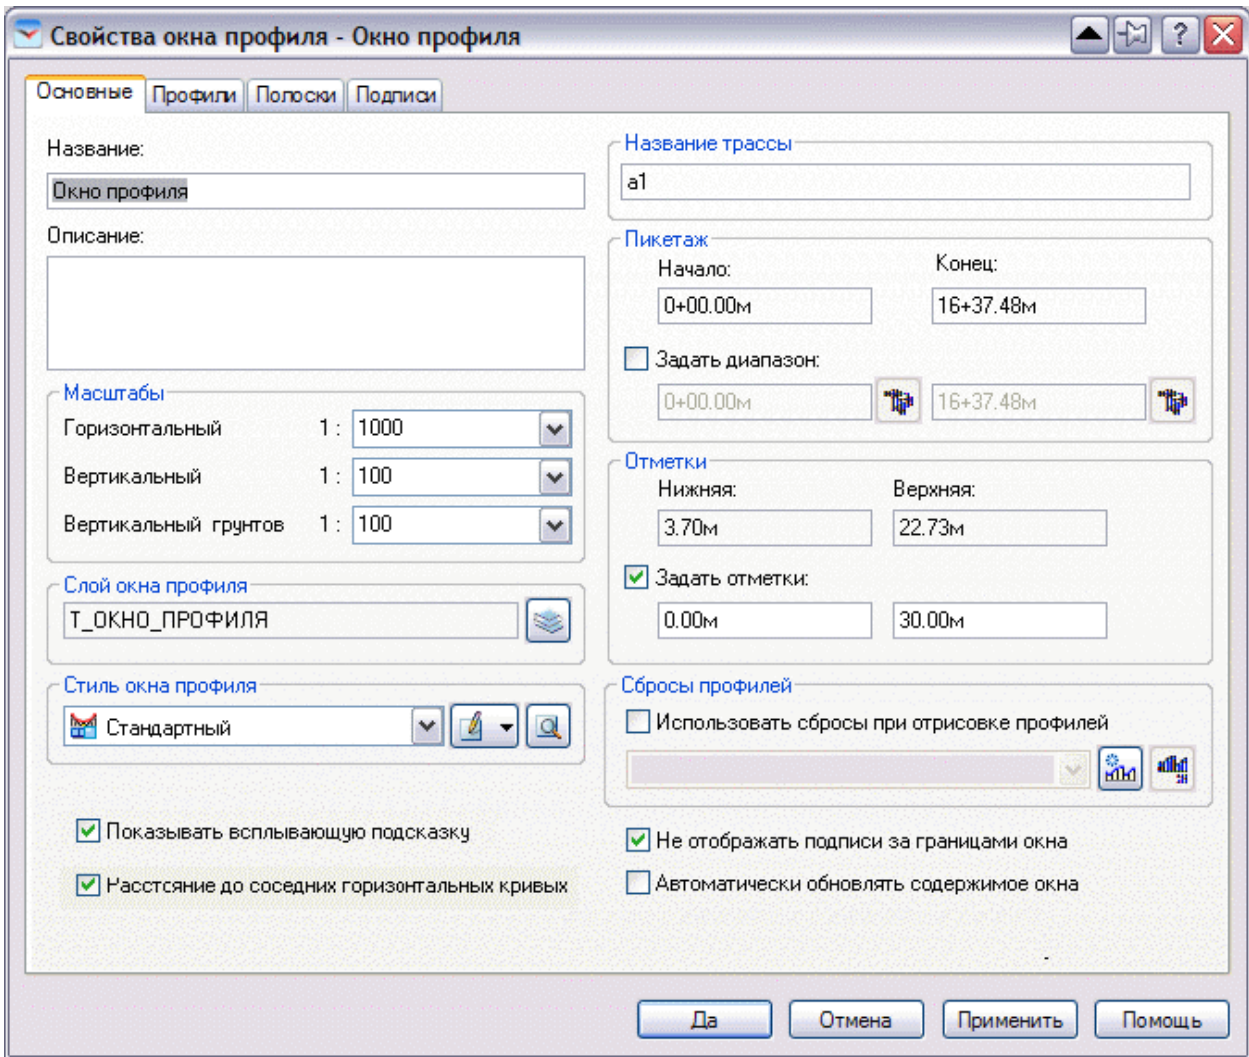 Свойства окна профиля - Окно профиля
?
Основные Профили Полоски Подписи
Название:
Окно профиля
Описание:
Масштабы
Горизонтальный 1 : 1000
Вертикальный 1 : 100
Вертикальный грунтов 1 : 100
Слой окна профиля
Т_ОКНО_ПРОФИЛЯ
Стиль окна профиля
Стандартный
Показывать всплывающую подсказку
Расстсяние до соседних горизонтальных кривых
Название трассы
a1
Пикетаж
Начало: Конец:
0+00.00м 16+37.48м
Задать диапазон:
0+00.00м 16+37.48м
Отметки
Нижняя: Верхняя:
3.70м 22.73м
Задать отметки:
0.00м 30.00м
Сбросы профилей
Использовать сбросы при отрисовке профилей
Не отображать подписи за границами окна
Автоматически обновлять содержимое окна
Да Отмена Применить Помощь